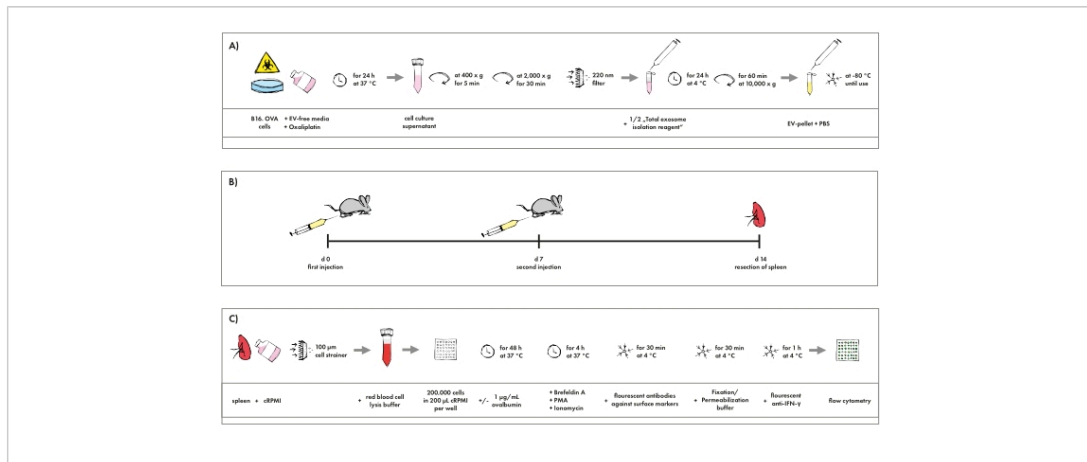 A)
for 24 h
at 37 °C
at 400 x g
for 5 min
at 2,000 x g
for 30 min
220 nm
filter
for 24 h
at 4 °C
for 60 min
at 10,000 x g
at -80 °C
until use
B16. OVA
cells
+ EV-free media
+ Oxaliplatin
cell culture
supernatant
+ 1/2 „Total exosome
isolation reagent"
EV-pellet + PBS
B)
d 0
first injection
d 7
second injection
d 14
resection of spleen
C)
100 µm
cell strainer
for 48 h
at 37 °C
for 4 h
at 37 °C
for 30 min
at 4 °C
for 30 min
at 4 °C
for 1 h
at 4 °C
spleen + cRPMI
+ red blood cell
lysis buffer
200.000 cells
in 200 µL cRPMI
per well
+/- 1 µg/mL
ovalbumin
+ Brefeldin A
+ PMA
+ Ionomycin
+ flourescent antibodies
against surface markers
+ Fixation/
Permeabilization
buffer
+ flourescent
anti-IFN-γ
flow cytometry